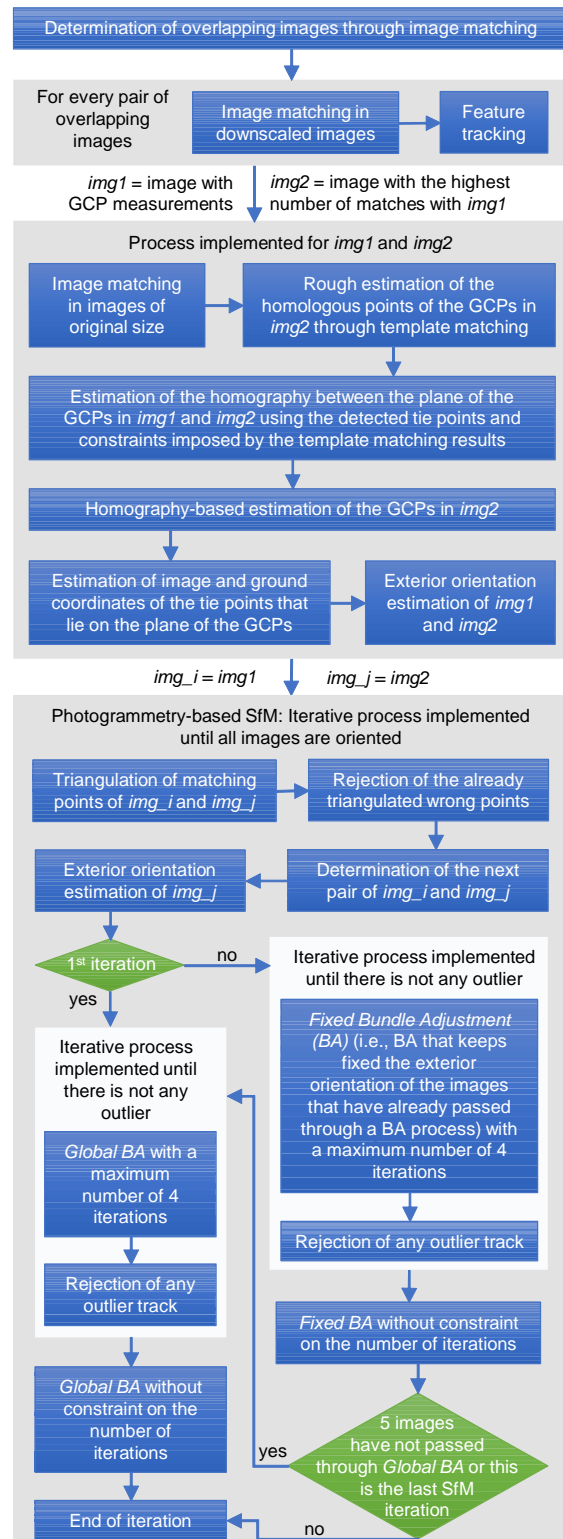 Determination of overlapping images through image matching
For every pair of
overlapping
images
Image matching in
downscaled images
Feature
tracking
img1 = image with
GCP measurements
img2 = image with the highest
number of matches with img1
Process implemented for img1 and img2
Image matching
in images of
original size
Rough estimation of the
homologous points of the GCPs in
img2 through template matching
Estimation of the homography between the plane of the
GCPs in img1 and img2 using the detected tie points and
constraints imposed by the template matching results
Homography-based estimation of the GCPs in img2
Estimation of image and ground
coordinates of the tie points that
lie on the plane of the GCPs
Exterior orientation
estimation of img1
and img2
img_i = img1
img_j = img2
Photogrammetry-based SfM: Iterative process implemented
until all images are oriented
Triangulation of matching
points of img_i and img_j
Rejection of the already
triangulated wrong points
Exterior orientation
estimation of img_j
Determination of the next
pair of img_i and img_j
1st iteration
no
yes
Iterative process implemented
until there is not any outlier
Fixed Bundle Adjustment
(BA) (i.e., BA that keeps
fixed the exterior
orientation of the images
that have already passed
through a BA process) with
a maximum number of 4
iterations
Rejection of any outlier track
Iterative process
implemented until
there is not any
outlier
Global BA with a
maximum
number of 4
iterations
Rejection of any
outlier track
Fixed BA without constraint
on the number of iterations
Global BA without
constraint on the
number of
iterations
yes
5 images
have not passed
through Global BA or this
is the last SfM
iteration
End of iteration
no